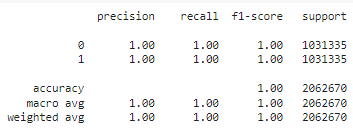 precision recall f1-score support
0 1.00 1.00 1.00 1031335
1 1.00 1.00 1.00 1031335
accuracy 1.00 2062670
macro avg 1.00 1.00 1.00 2062670
weighted avg 1.00 1.00 1.00 2062670